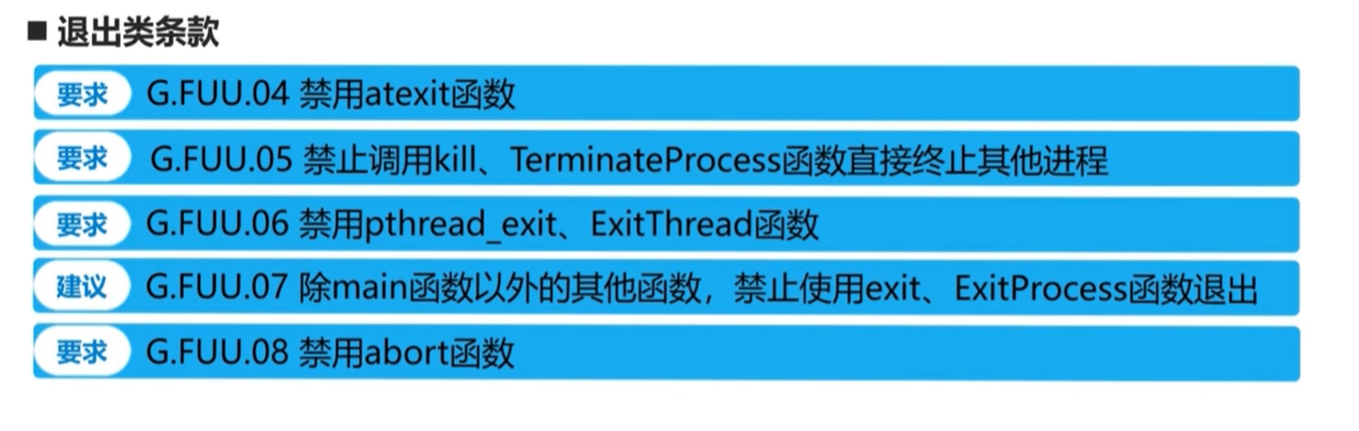 ■ 退出类条款
要求 G.FUU.04 禁用atexit函数
要求 G.FUU.05 禁止调用kill、TerminateProcess函数直接终止其他进程
要求 G.FUU.06 禁用pthread_exit、ExitThread函数
建议 G.FUU.07 除main函数以外的其他函数，禁止使用exit、ExitProcess函数退出
要求 G.FUU.08 禁用abort函数